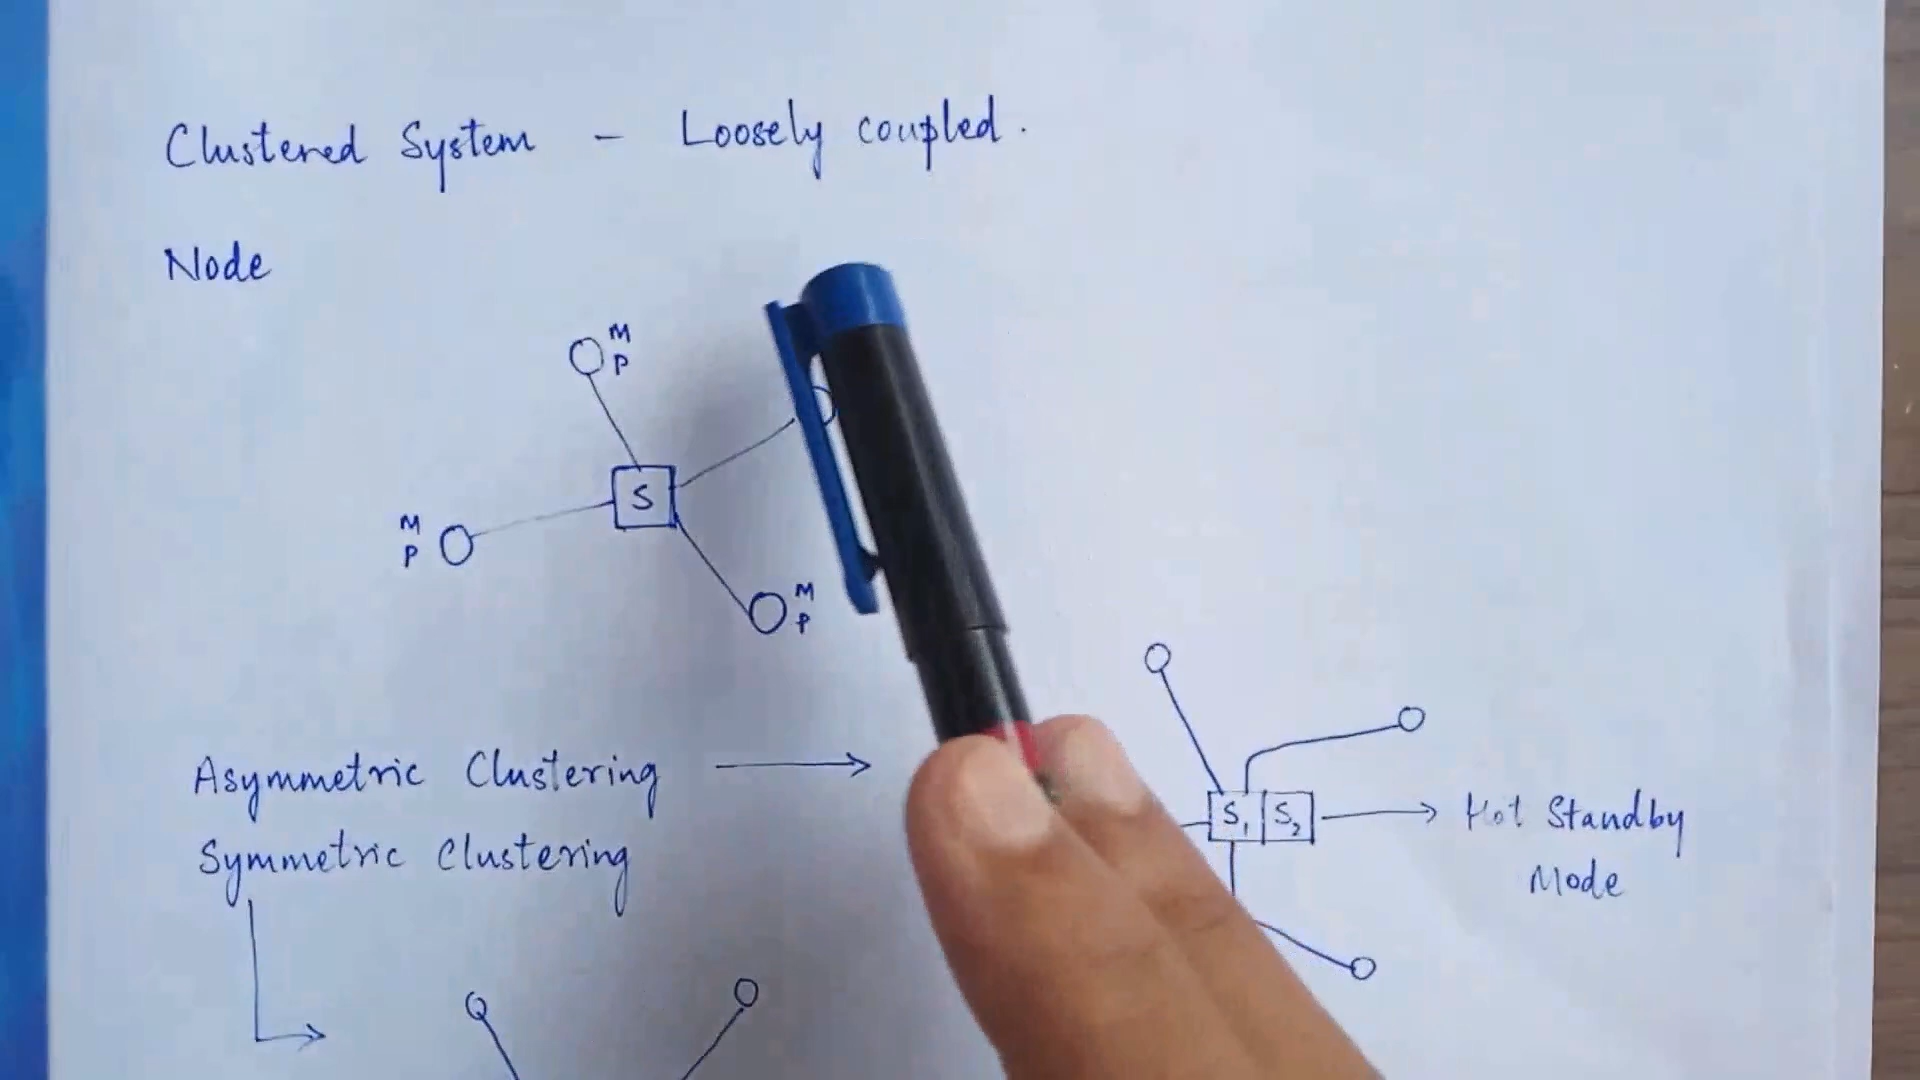 Clustered System - Loosely coupled.
Node
M
P
S
M
P
M
P
Asymmetric Clustering
Symmetric Clustering
S1 S2
Hot Standby
Mode